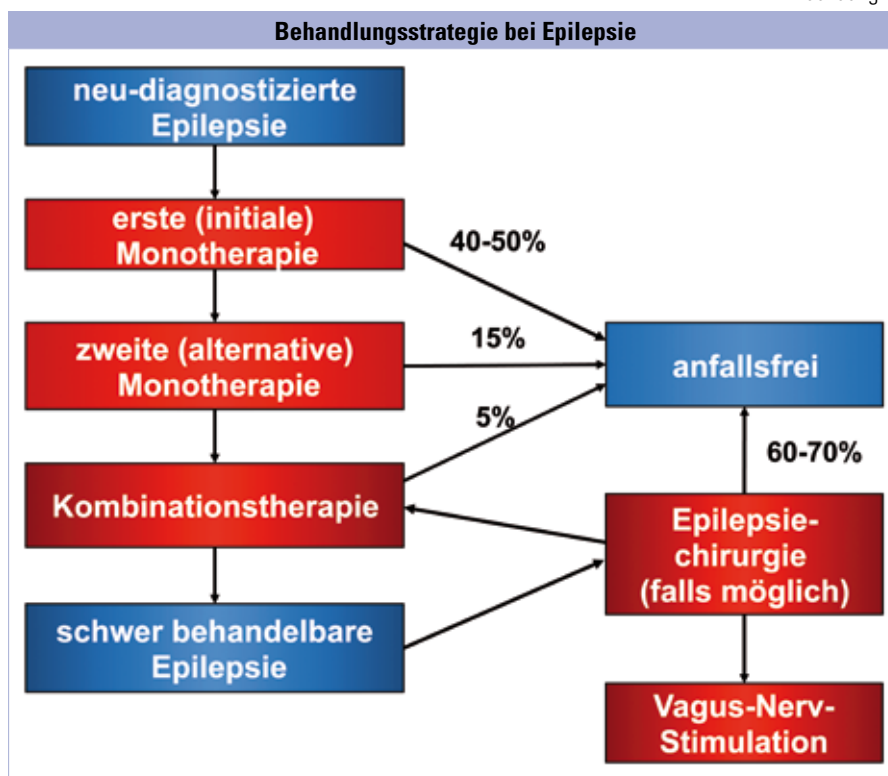 Behandlungsstrategie bei Epilepsie
neu-diagnostizierte
Epilepsie
erste (initiale)
Monotherapie
40-50%
zweite (alternative)
Monotherapie
15%
anfallsfrei
5%
60-70%
Kombinationstherapie
Epilepsie-
chirurgie
(falls möglich)
schwer behandelbare
Epilepsie
Vagus-Nerv-
Stimulation